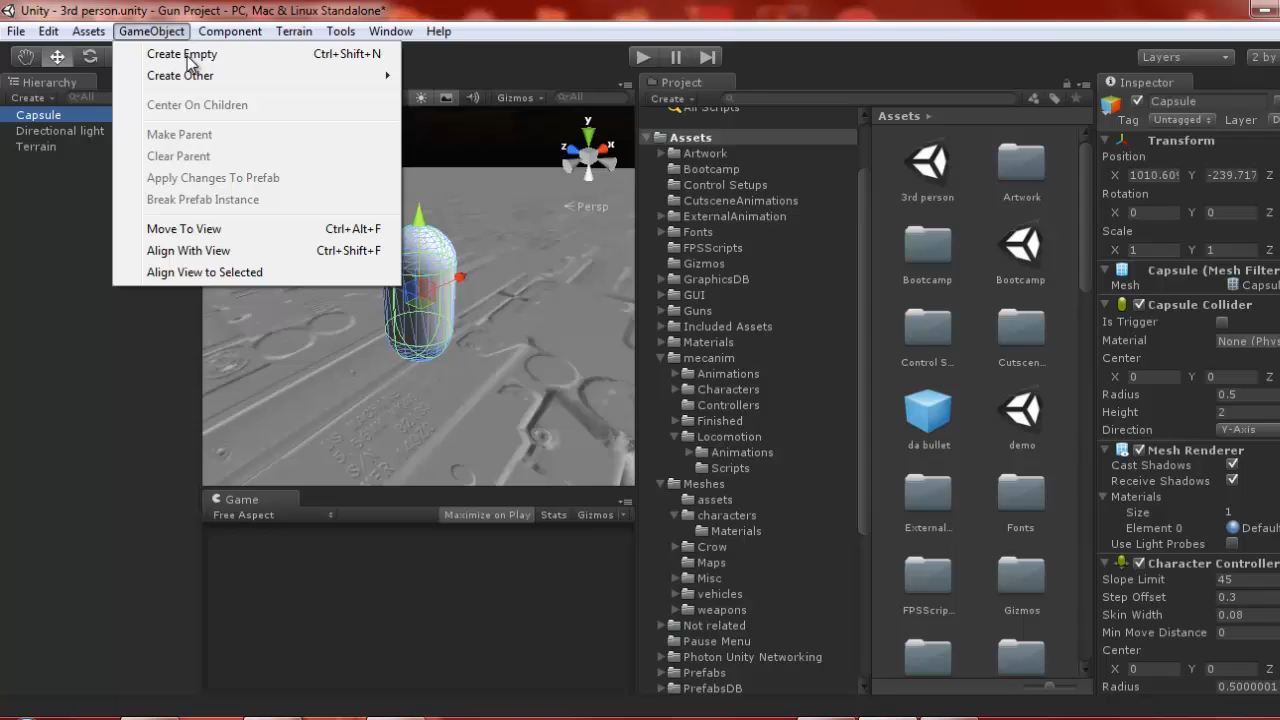 Unity - 3rd person.unity - Gun Project - PC, Mac & Linux Standalone*
File Edit Assets GameObject Component Terrain Tools Window Help
Create Empty Ctrl+Shift+N
Create Other
Center On Children
Make Parent
Clear Parent
Apply Changes To Prefab
Break Prefab Instance
Move To View Ctrl+Alt+F
Align With View Ctrl+Shift+F
Align View to Selected
Layers
2 by
Hierarchy
Create All
Capsule
Directional light
Terrain
Gizmos All
y
z
x
Persp
Game
Free Aspect Maximize on Play Stats Gizmos
Project
Create
All Scripts
Assets
Artwork
Bootcamp
Control Setups
CutsceneAnimations
ExternalAnimation
Fonts
FPSScripts
Gizmos
GraphicsDB
GUI
Guns
Included Assets
Materials
mecanim
Animations
Characters
Controllers
Finished
Locomotion
Animations
Scripts
Meshes
assets
characters
Materials
Crow
Maps
Misc
vehicles
weapons
Not related
Pause Menu
Photon Unity Networking
Prefabs
PrefabsDB
Assets
3rd person Artwork
Bootcamp Bootcamp
Control S... Cutscen...
da bullet demo
External... Fonts
FPSScrip... Gizmos
Inspector
Capsule
Tag Untagged Layer
Transform
Position
X 1010.609 Y -239.717 Z
Rotation
X 0 Y 0 Z
Scale
X 1 Y 1 Z
Capsule (Mesh Filter
Mesh Capsul
Capsule Collider
Is Trigger
Material None (Phys
Center
X 0 Y 0 Z
Radius 0.5
Height 2
Direction Y-Axis
Mesh Renderer
Cast Shadows
Receive Shadows
Materials
Size 1
Element 0 Defaul
Use Light Probes
Character Controller
Slope Limit 45
Step Offset 0.3
Skin Width 0.08
Min Move Distance 0
Center
X 0 Y 0 Z
Radius 0.5000001